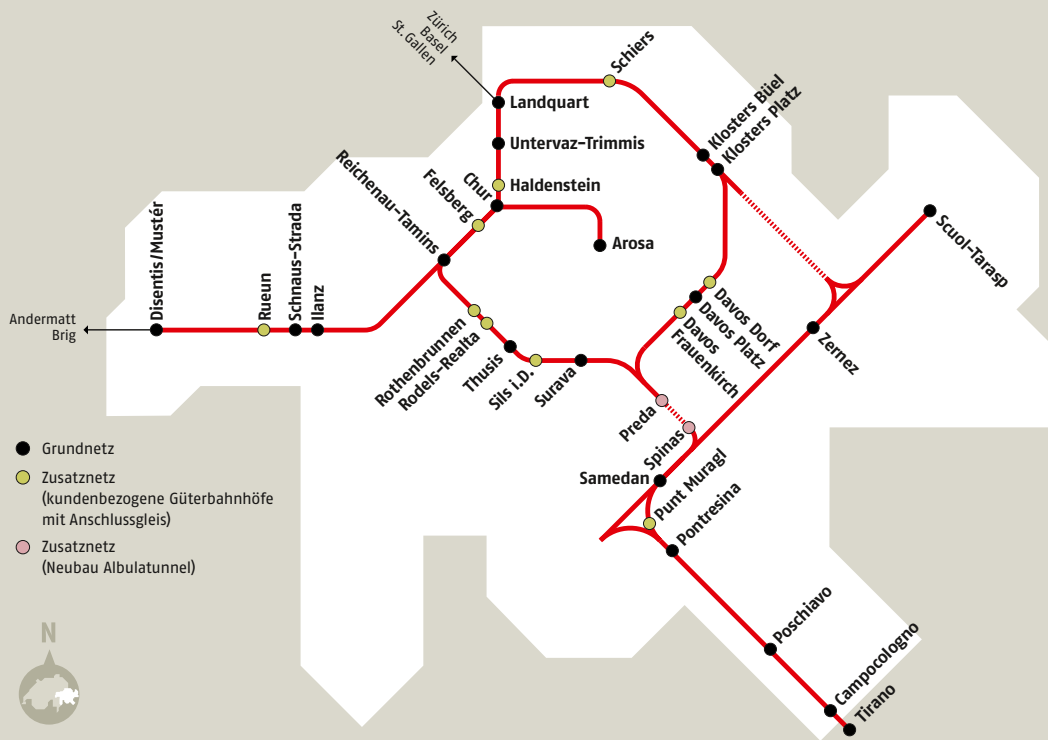 Zürich
Basel
St. Gallen
Schiers
Landquart
Klosters Büel
Klosters Platz
Untervaz-Trimmis
Haldenstein
Chur
Felsberg
Reichenau-Tamins
Arosa
Scuol-Tarasp
Disentis/Mustér
Rueun
Schnaus-Strada
Ilanz
Andermatt
Brig
Davos Dorf
Davos Platz
Davos
Frauenkirch
Zernez
Rothenbrunnen
Rodels-Realta
Thusis
Sils i.D.
Surava
Preda
Spinas
Samedan
Punt Muragl
Pontresina
Poschiavo
Campocologno
Tirano
Grundnetz
Zusatznetz
(kundenbezogene Güterbahnhöfe
mit Anschlussgleis)
Zusatznetz
(Neubau Albulatunnel)
N